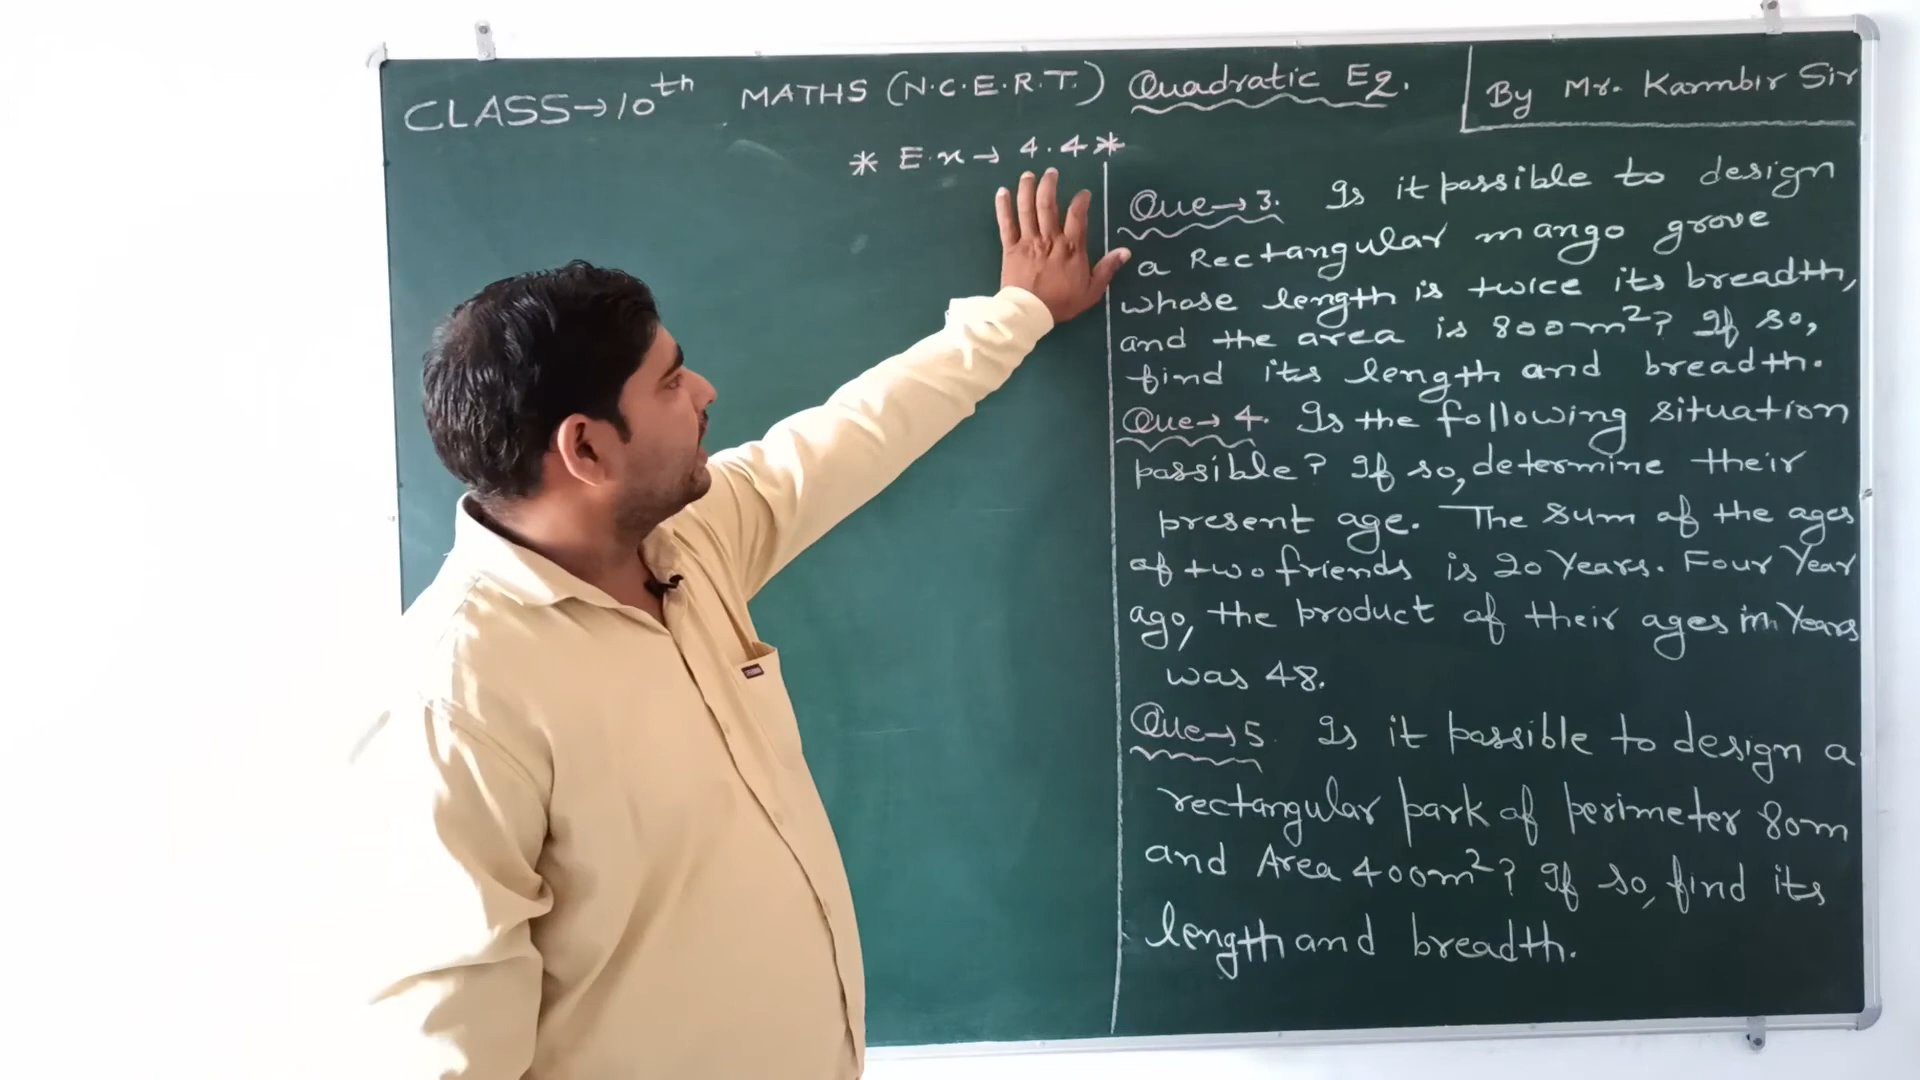 CLASS→10th MATHS (N.C.E.R.T.) Quadratic Eq. By Mr. Karmbir Sir
* Ex→ 4.4 *
Que→3. Is it possible to design
a Rectangular mango grove
whose length is twice its breadth,
and the area is 800m²? If so,
find its length and breadth.
Que→4. Is the following situation
possible? If so, determine their
present age. The sum of the ages
of two friends is 20 Years. Four Year
ago, the product of their ages in Years
was 48.
Que→5. Is it possible to design a
rectangular park of perimeter 80m
and Area 400m²? If so, find its
length and breadth.